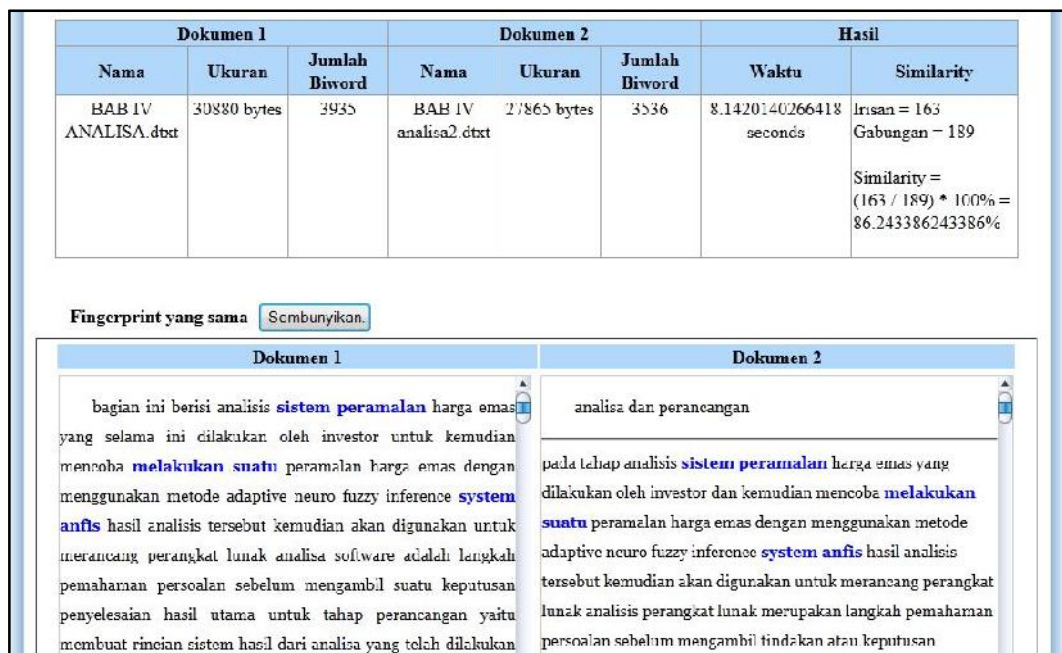 Dokumen 1 Dokumen 2 Hasil
Nama Ukuran Jumlah Biword Nama Ukuran Jumlah Biword Waktu Similarity
BAB IV ANALISA.dtxt 30880 bytes 3935 BAB IV analisa2.dtxt 27865 bytes 3536 8.1420140266418 seconds Irisan = 163
Gabungan = 189
Similarity =
(163 / 189) * 100% =
86.243386243386%
Fingerprint yang sama Sembunyikan.
Dokumen 1
bagian ini berisi analisis sistem peramalan harga emas
yang selama ini dilakukan oleh investor untuk kemudian
mencoba melakukan suatu peramalan harga emas dengan
menggunakan metode adaptive neuro fuzzy inference system
anfis hasil analisis tersebut kemudian akan digunakan untuk
merancang perangkat lunak analisa software adalah langkah
pemahaman persoalan sebelum mengambil suatu keputusan
penyelesaian hasil utama untuk tahap perancangan yaitu
membuat rincian sistem hasil dari analisa yang telah dilakukan
Dokumen 2
analisa dan perancangan
pada tahap analisis sistem peramalan harga emas yang
dilakukan oleh investor dan kemudian mencoba melakukan
suatu peramalan harga emas dengan menggunakan metode
adaptive neuro fuzzy inference system anfis hasil analisis
tersebut kemudian akan digunakan untuk merancang perangkat
lunak analisis perangkat lunak merupakan langkah pemahaman
persoalan sebelum mengambil tindakan atau keputusan